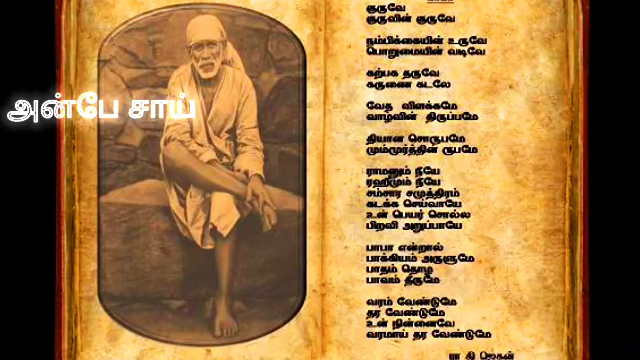 அன்பே சாய்
குருவே
குருவின் குருவே
நம்பிக்கையின் உருவே
பொறுமையின் வடிவே
கற்பக தருவே
கருணை கடலே
வேத விளக்கமே
வாழ்வின் திருப்பமே
தியான சொருபமே
மும்மூர்த்தின் ரூபமே
ராமனும் நீயே
ரஹீமும் நீயே
சம்சார சமுத்திரம்
கடக்க செய்வாயே
உன் பெயர் சொல்ல
பிறவி அறுப்பாயே
பாபா என்றால்
பாக்கியம் அருளுமே
பாதம் தொழ
பாவம் தீருமே
வரம் வேண்டுமே
தர வேண்டுமே
உன் நின்னைவே
வரமாய் தர வேண்டுமே
ரா கி ஜெகன்